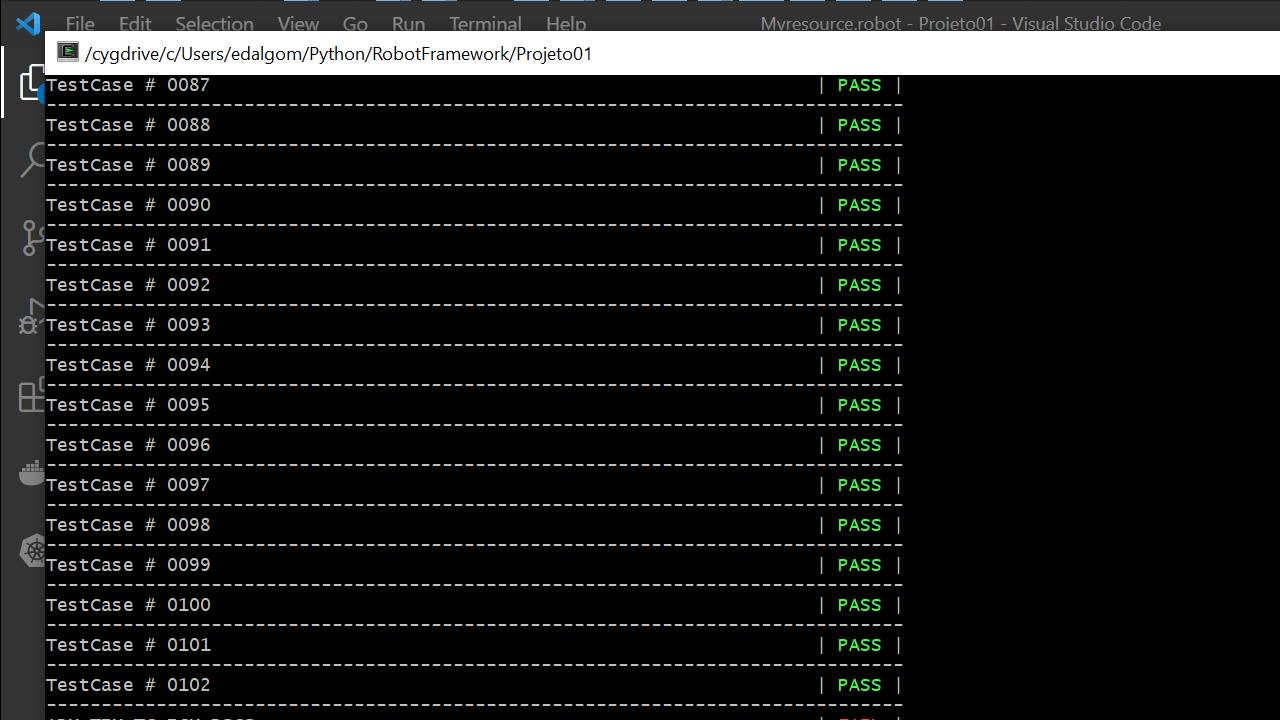 File Edit Selection View Go Run Terminal Help Myresource.robot - Projeto01 - Visual Studio Code
/cygdrive/c/Users/edalgom/Python/RobotFramework/Projeto01
TestCase # 0087 | PASS |
------------------------------------------------------------------------------
TestCase # 0088 | PASS |
------------------------------------------------------------------------------
TestCase # 0089 | PASS |
------------------------------------------------------------------------------
TestCase # 0090 | PASS |
------------------------------------------------------------------------------
TestCase # 0091 | PASS |
------------------------------------------------------------------------------
TestCase # 0092 | PASS |
------------------------------------------------------------------------------
TestCase # 0093 | PASS |
------------------------------------------------------------------------------
TestCase # 0094 | PASS |
------------------------------------------------------------------------------
TestCase # 0095 | PASS |
------------------------------------------------------------------------------
TestCase # 0096 | PASS |
------------------------------------------------------------------------------
TestCase # 0097 | PASS |
------------------------------------------------------------------------------
TestCase # 0098 | PASS |
------------------------------------------------------------------------------
TestCase # 0099 | PASS |
------------------------------------------------------------------------------
TestCase # 0100 | PASS |
------------------------------------------------------------------------------
TestCase # 0101 | PASS |
------------------------------------------------------------------------------
TestCase # 0102 | PASS |
------------------------------------------------------------------------------